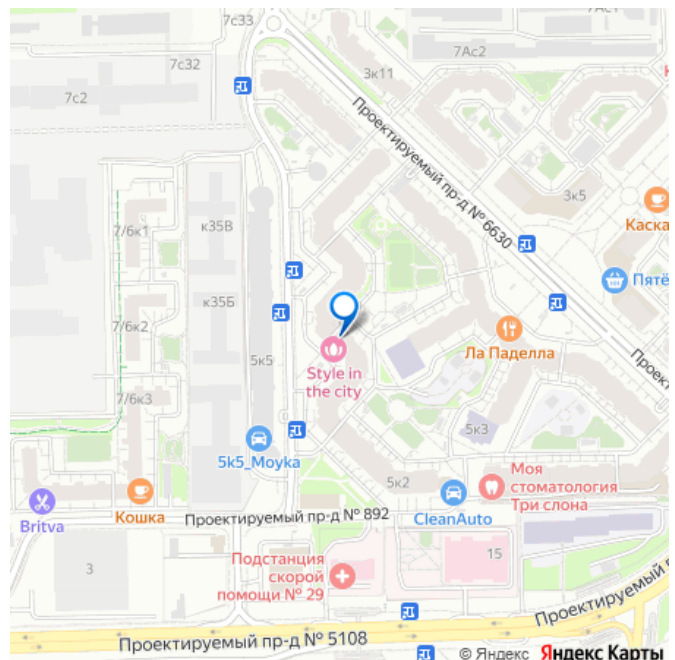 7с33
7Ас1
7Ас2
7с32
3к11
7с2
Проектируемый пр-д № 6630
3к5
7/6к1
к35В
Каска
Пятё
к35Б
7/6к2
Ла Паделла
Style in
the city
5к5
Проек
7/6к3
5к3
5k5_Moyka
5к2
Моя
стоматология
Три слона
CleanAuto
Britva
Кошка
Проектируемый пр-д № 892
15
Подстанция
скорой
помощи № 29
3
Проектируемый
Проектируемый пр-д № 5108
© Яндекс Яндекс Карты